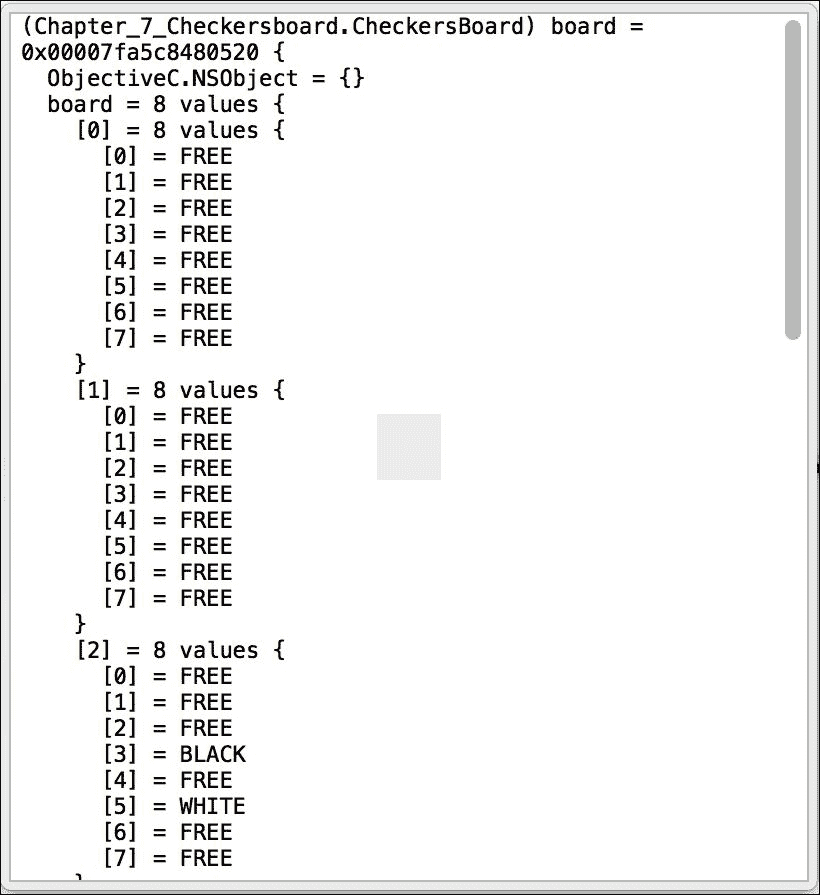 (Chapter_7_Checkersboard.CheckersBoard) board =
0x00007fa5c8480520 {
  ObjectiveC.NSObject = {}
  board = 8 values {
    [0] = 8 values {
      [0] = FREE
      [1] = FREE
      [2] = FREE
      [3] = FREE
      [4] = FREE
      [5] = FREE
      [6] = FREE
      [7] = FREE
    }
    [1] = 8 values {
      [0] = FREE
      [1] = FREE
      [2] = FREE
      [3] = FREE
      [4] = FREE
      [5] = FREE
      [6] = FREE
      [7] = FREE
    }
    [2] = 8 values {
      [0] = FREE
      [1] = FREE
      [2] = FREE
      [3] = BLACK
      [4] = FREE
      [5] = WHITE
      [6] = FREE
      [7] = FREE